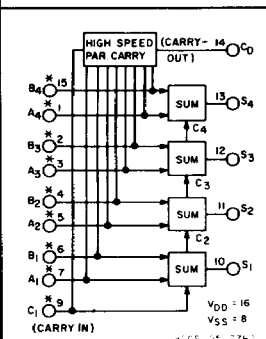 HIGH SPEED PAR. CARRY
(CARRY-OUT)
14 C₀
* B₄ 15
* A₄ 1
SUM 13 S₄
C₄
* B₃ 2
* A₃ 3
SUM 12 S₃
C₃
* B₂ 4
* A₂ 5
SUM 11 S₂
C₂
* B₁ 6
* A₁ 7
SUM 10 S₁
* C₁ 9
(CARRY IN)
VDD = 16
VSS = 8